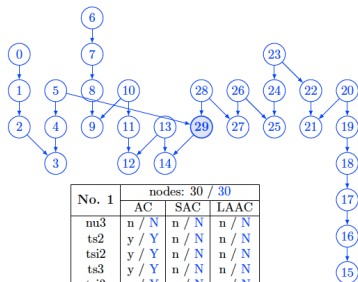 6
0 7 23
1 5 8 10 28 26 24 22 20
2 4 9 11 13 29 27 25 21 19
3 12 14 18
No. 1 nodes: 30 / 30 17
AC SAC LAAC
nu3 n / N n / N n / N
ts2 y / Y n / N n / N 16
tsi2 y / Y n / N n / N
ts3 y / Y n / N n / N 15